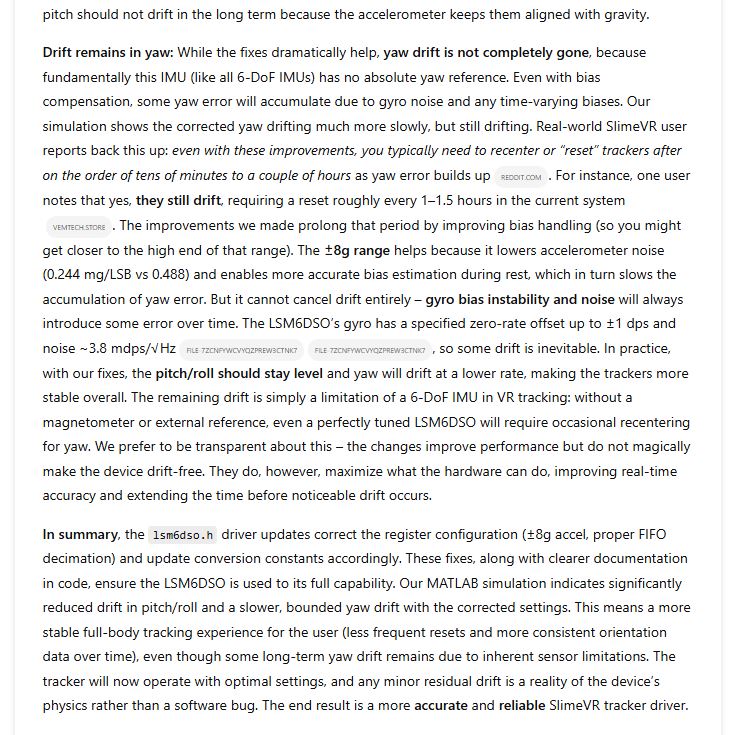 pitch should not drift in the long term because the accelerometer keeps them aligned with gravity.
Drift remains in yaw: While the fixes dramatically help, yaw drift is not completely gone, because
fundamentally this IMU (like all 6-DoF IMUs) has no absolute yaw reference. Even with bias
compensation, some yaw error will accumulate due to gyro noise and any time-varying biases. Our
simulation shows the corrected yaw drifting much more slowly, but still drifting. Real-world SlimeVR user
reports back this up: even with these improvements, you typically need to recenter or “reset” trackers after
on the order of tens of minutes to a couple of hours as yaw error builds up REDDIT.COM . For instance, one user
notes that yes, they still drift, requiring a reset roughly every 1–1.5 hours in the current system
VEMTECH.STORE . The improvements we made prolong that period by improving bias handling (so you might
get closer to the high end of that range). The ±8g range helps because it lowers accelerometer noise
(0.244 mg/LSB vs 0.488) and enables more accurate bias estimation during rest, which in turn slows the
accumulation of yaw error. But it cannot cancel drift entirely – gyro bias instability and noise will always
introduce some error over time. The LSM6DSO’s gyro has a specified zero-rate offset up to ±1 dps and
noise ~3.8 mdps/√Hz FILE 7ZCNFYWCVYQZPREW3CTNK7 FILE 7ZCNFYWCVYQZPREW3CTNK7 , so some drift is inevitable. In practice,
with our fixes, the pitch/roll should stay level and yaw will drift at a lower rate, making the trackers more
stable overall. The remaining drift is simply a limitation of a 6-DoF IMU in VR tracking: without a
magnetometer or external reference, even a perfectly tuned LSM6DSO will require occasional recentering
for yaw. We prefer to be transparent about this – the changes improve performance but do not magically
make the device drift-free. They do, however, maximize what the hardware can do, improving real-time
accuracy and extending the time before noticeable drift occurs.
In summary, the lsm6dso.h driver updates correct the register configuration (±8g accel, proper FIFO
decimation) and update conversion constants accordingly. These fixes, along with clearer documentation
in code, ensure the LSM6DSO is used to its full capability. Our MATLAB simulation indicates significantly
reduced drift in pitch/roll and a slower, bounded yaw drift with the corrected settings. This means a more
stable full-body tracking experience for the user (less frequent resets and more consistent orientation
data over time), even though some long-term yaw drift remains due to inherent sensor limitations. The
tracker will now operate with optimal settings, and any minor residual drift is a reality of the device’s
physics rather than a software bug. The end result is a more accurate and reliable SlimeVR tracker driver.